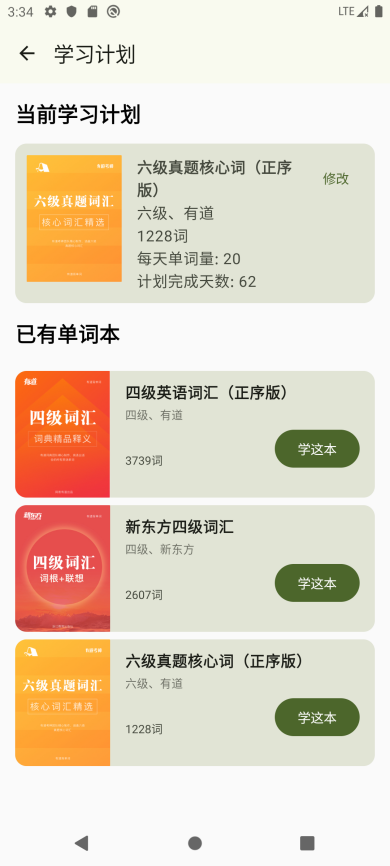 3:34
LTE
学习计划
当前学习计划
六级真题词汇
核心词汇精选
六级真题核心词（正序
版）
修改
六级、有道
1228词
每天单词量: 20
计划完成天数: 62
已有单词本
有道
四级词汇
词典精品释义
四级英语词汇（正序版）
四级、有道
3739词
学这本
新东方
四级词汇
词根+联想
新东方四级词汇
四级、新东方
2607词
学这本
六级真题词汇
核心词汇精选
六级真题核心词（正序版）
六级、有道
1228词
学这本